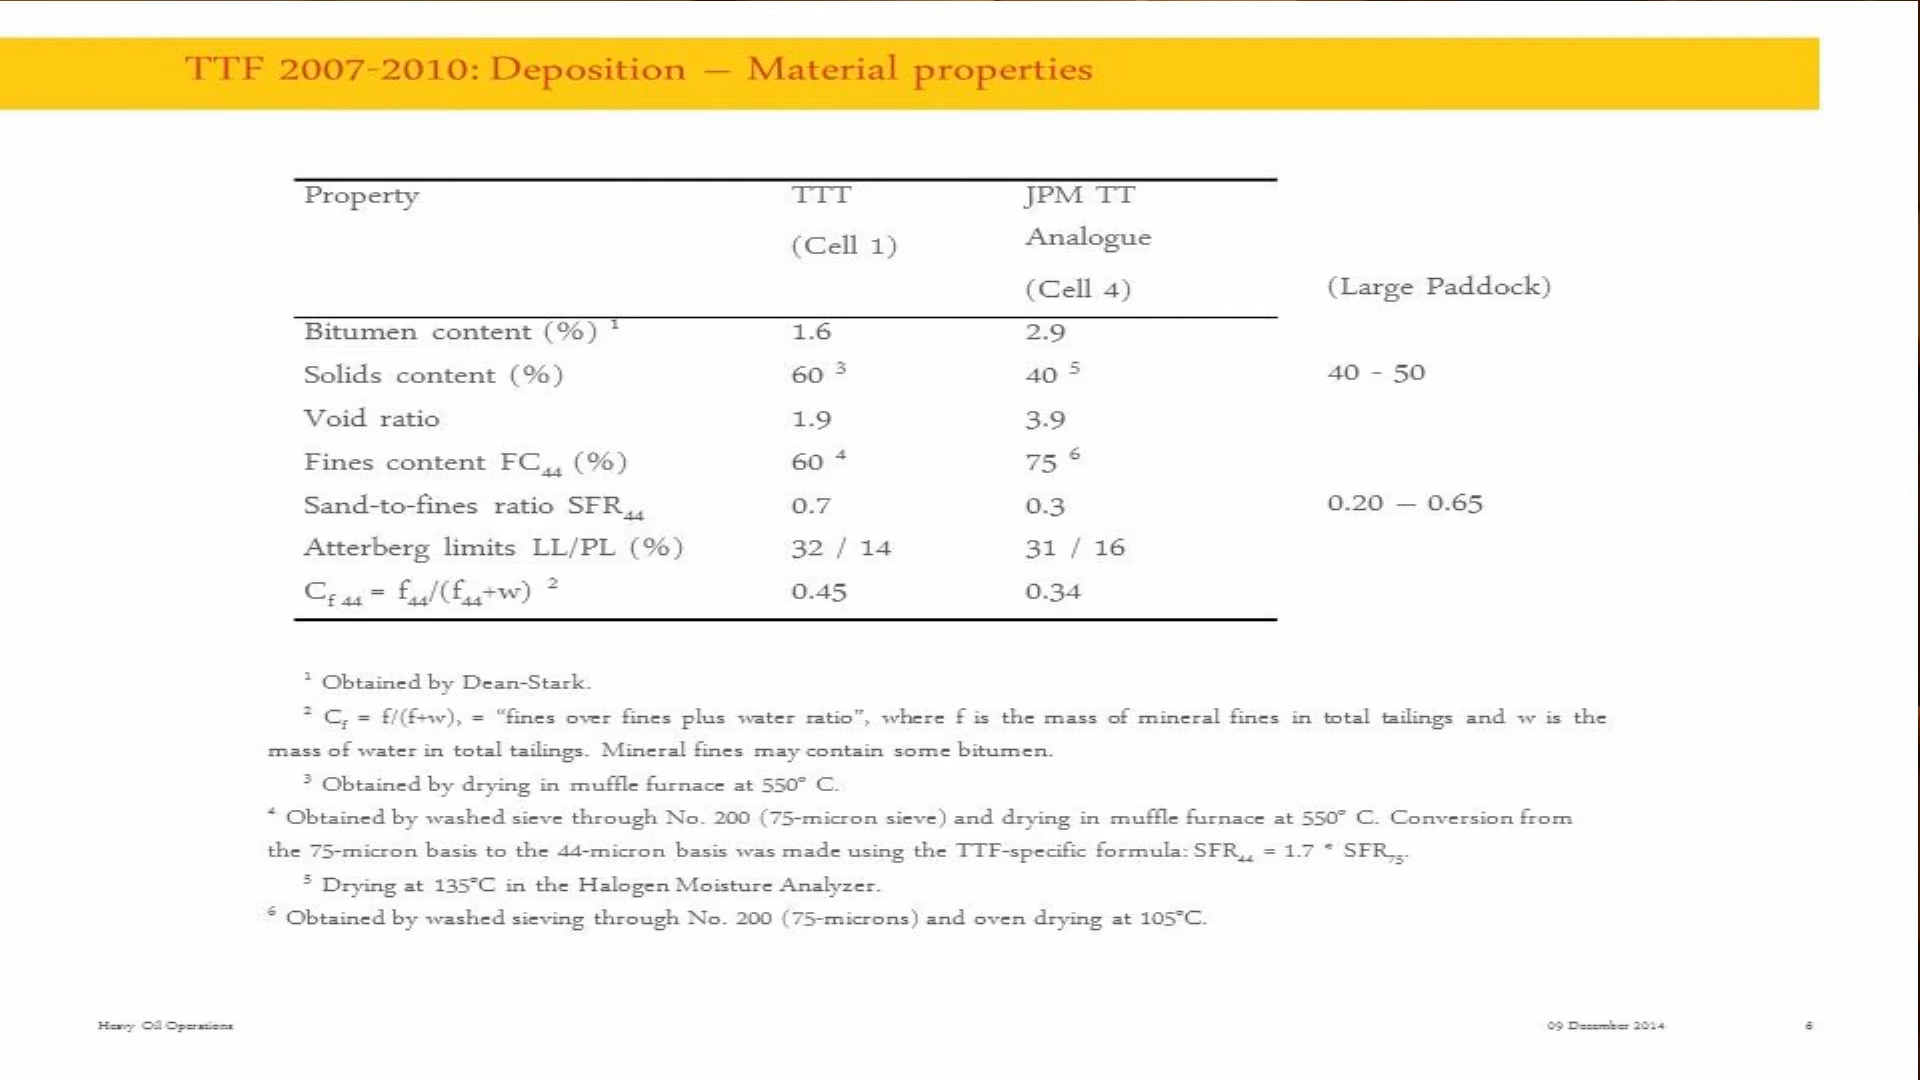 TTF 2007-2010: Deposition – Material properties
Property TTT JPM TT
(Cell 1) Analogue
(Cell 4) (Large Paddock)
Bitumen content (%) ¹ 1.6 2.9
Solids content (%) 60 ³ 40 ⁵ 40 - 50
Void ratio 1.9 3.9
Fines content FC₄₄ (%) 60 ⁴ 75 ⁶
Sand-to-fines ratio SFR₄₄ 0.7 0.3 0.20 – 0.65
Atterberg limits LL/PL (%) 32 / 14 31 / 16
C_f 44 = f₄₄/(f₄₄+w) ² 0.45 0.34
¹ Obtained by Dean-Stark.
² C_f = f/(f+w), = “fines over fines plus water ratio”, where f is the mass of mineral fines in total tailings and w is the
mass of water in total tailings. Mineral fines may contain some bitumen.
³ Obtained by drying in muffle furnace at 550° C.
⁴ Obtained by washed sieve through No. 200 (75-micron sieve) and drying in muffle furnace at 550° C. Conversion from
the 75-micron basis to the 44-micron basis was made using the TTF-specific formula: SFR₄₄ = 1.7 * SFR₇₅.
⁵ Drying at 135°C in the Halogen Moisture Analyzer.
⁶ Obtained by washed sieving through No. 200 (75-microns) and oven drying at 105°C.
Heavy Oil Operations 09 December 2014 6